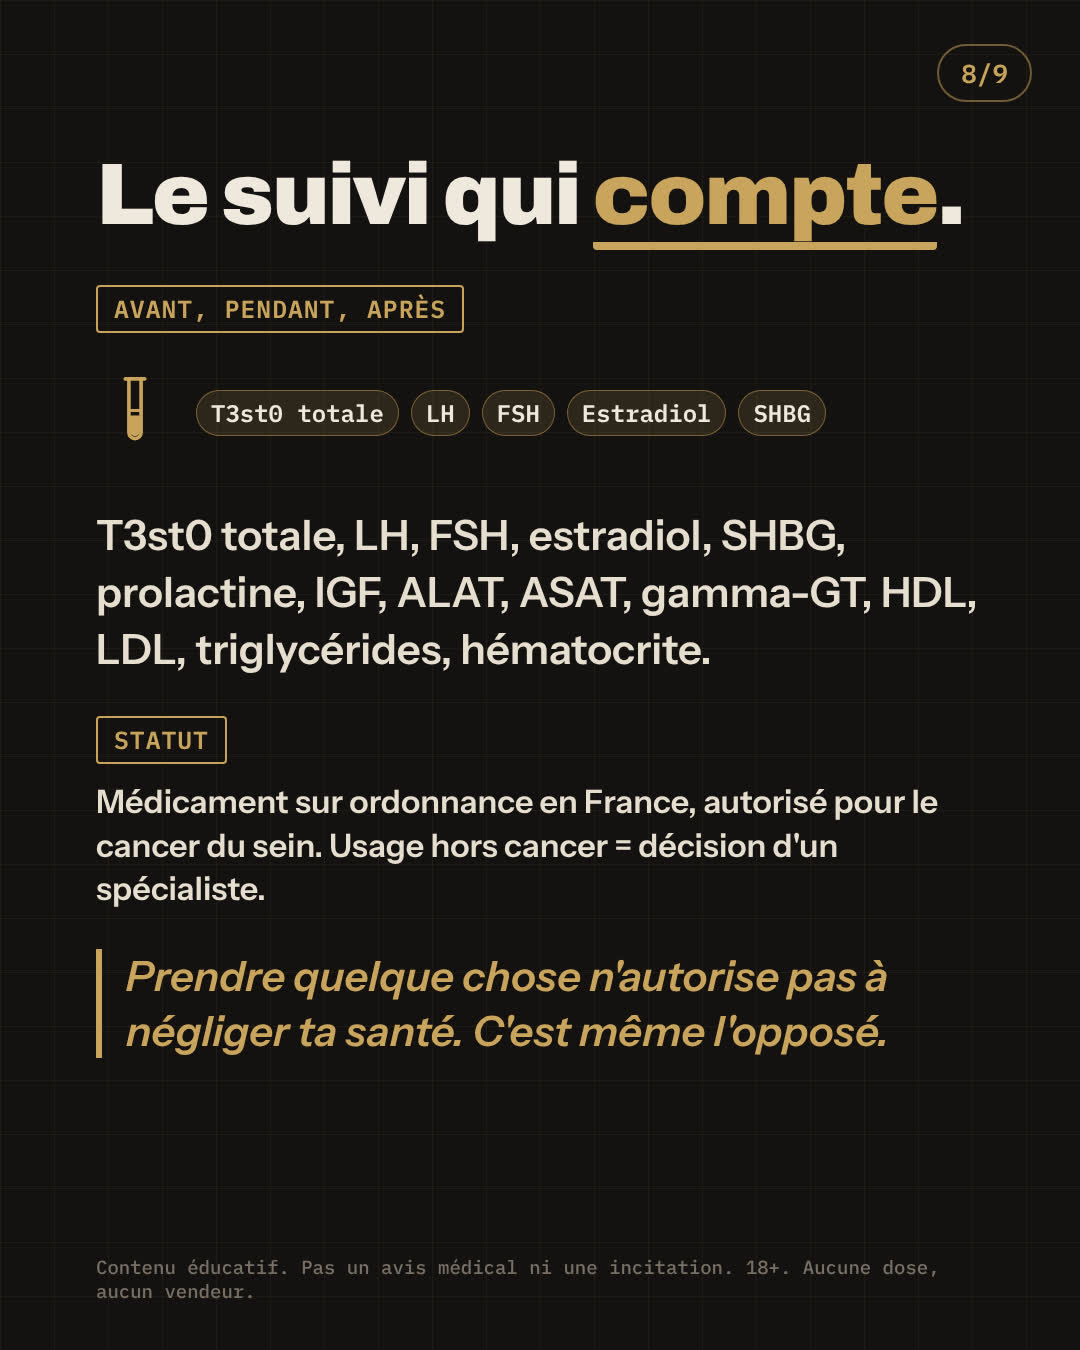 8/9
Le suivi qui compte.
AVANT, PENDANT, APRÈS
T3st0 totale LH FSH Estradiol SHBG
T3st0 totale, LH, FSH, estradiol, SHBG,
prolactine, IGF, ALAT, ASAT, gamma-GT, HDL,
LDL, triglycérides, hématocrite.
STATUT
Médicament sur ordonnance en France, autorisé pour le
cancer du sein. Usage hors cancer = décision d'un
spécialiste.
Prendre quelque chose n'autorise pas à
négliger ta santé. C'est même l'opposé.
Contenu éducatif. Pas un avis médical ni une incitation. 18+. Aucune dose,
aucun vendeur.